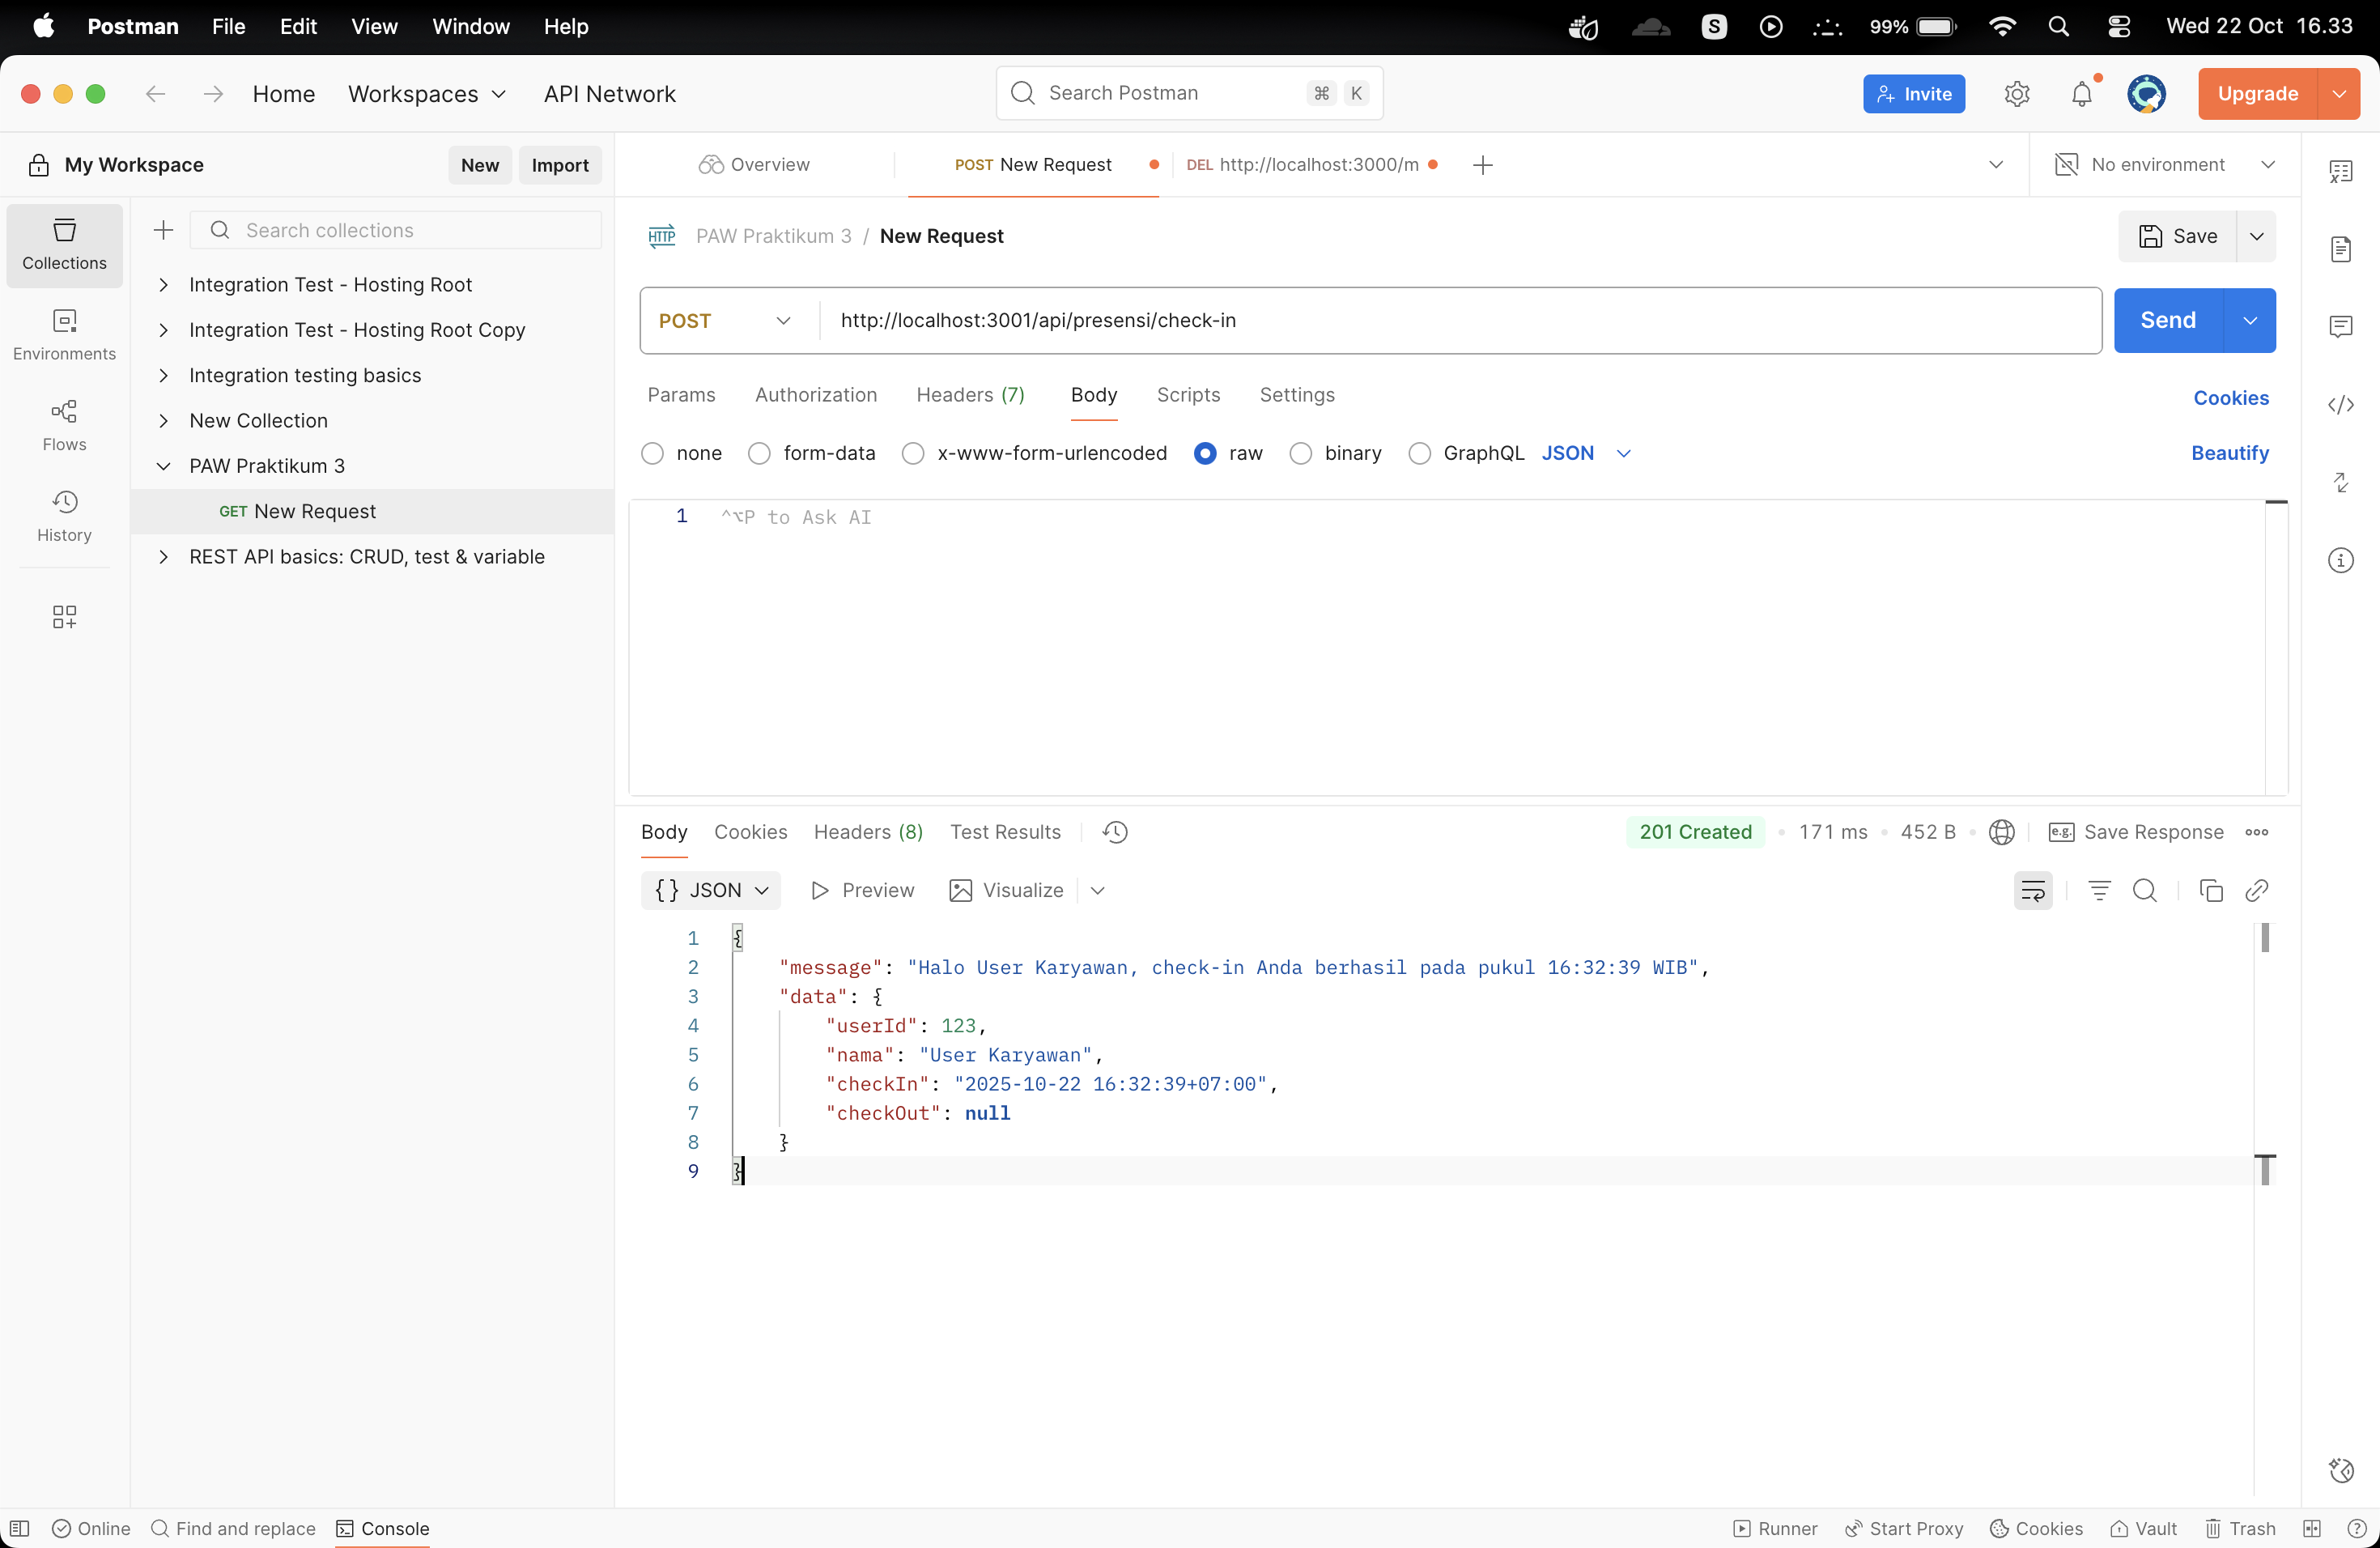 Postman File Edit View Window Help
S 99% Wed 22 Oct 16.33
Home Workspaces API Network
Search Postman ⌘ K
Invite Upgrade
My Workspace New Import
Overview POST New Request DEL http://localhost:3000/m
No environment
Collections
Environments
Flows
History
Search collections
Integration Test - Hosting Root
Integration Test - Hosting Root Copy
Integration testing basics
New Collection
PAW Praktikum 3
GET New Request
REST API basics: CRUD, test & variable
HTTP PAW Praktikum 3 / New Request
Save
POST http://localhost:3001/api/presensi/check-in
Send
Params Authorization Headers (7) Body Scripts Settings Cookies
none form-data x-www-form-urlencoded raw binary GraphQL JSON Beautify
1 ^⌥P to Ask AI
Body Cookies Headers (8) Test Results
201 Created • 171 ms • 452 B • e.g. Save Response
{} JSON Preview Visualize
1 {
2 "message": "Halo User Karyawan, check-in Anda berhasil pada pukul 16:32:39 WIB",
3 "data": {
4 "userId": 123,
5 "nama": "User Karyawan",
6 "checkIn": "2025-10-22 16:32:39+07:00",
7 "checkOut": null
8 }
9 }
Online Find and replace Console
Runner Start Proxy Cookies Vault Trash